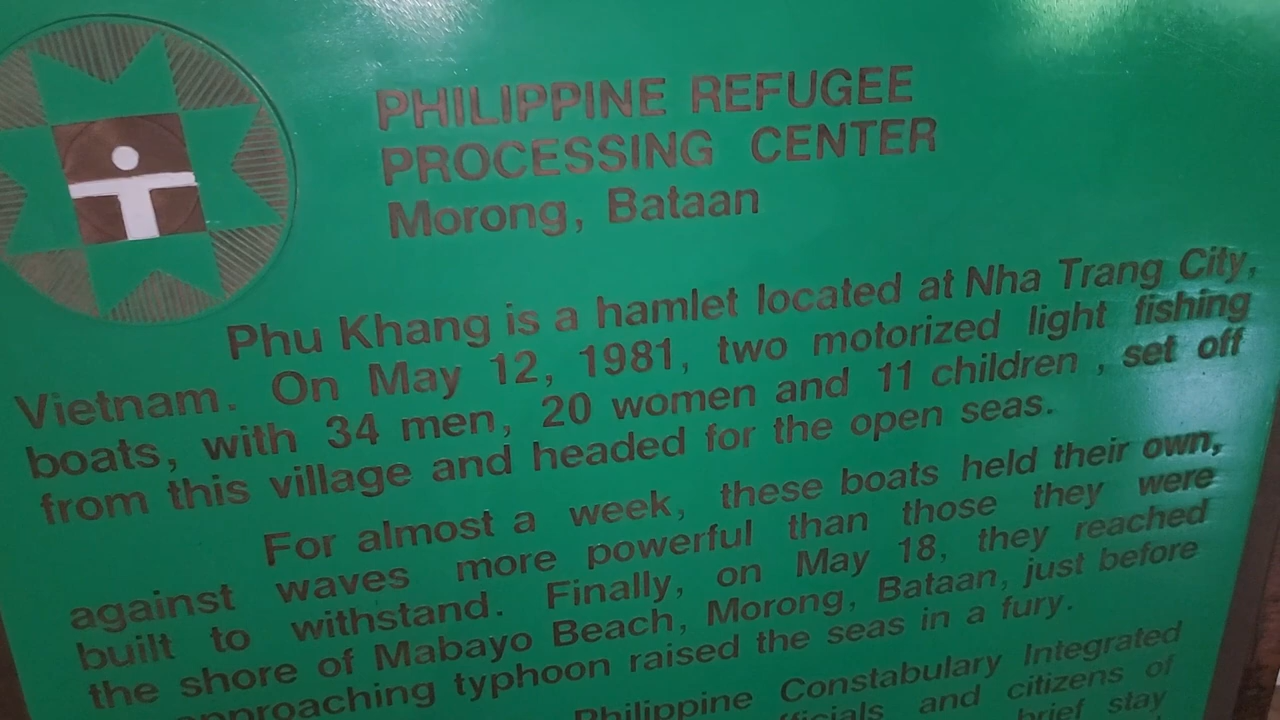 PHILIPPINE REFUGEE
PROCESSING CENTER
Morong, Bataan
Phu Khang is a hamlet located at Nha Trang City,
Vietnam. On May 12, 1981, two motorized light fishing
boats, with 34 men, 20 women and 11 children , set off
from this village and headed for the open seas.
For almost a week, these boats held their own,
against waves more powerful than those they were
built to withstand. Finally, on May 18, they reached
the shore of Mabayo Beach, Morong, Bataan, just before
approaching typhoon raised the seas in a fury.
Philippine Constabulary Integrated
and citizens of
brief stay